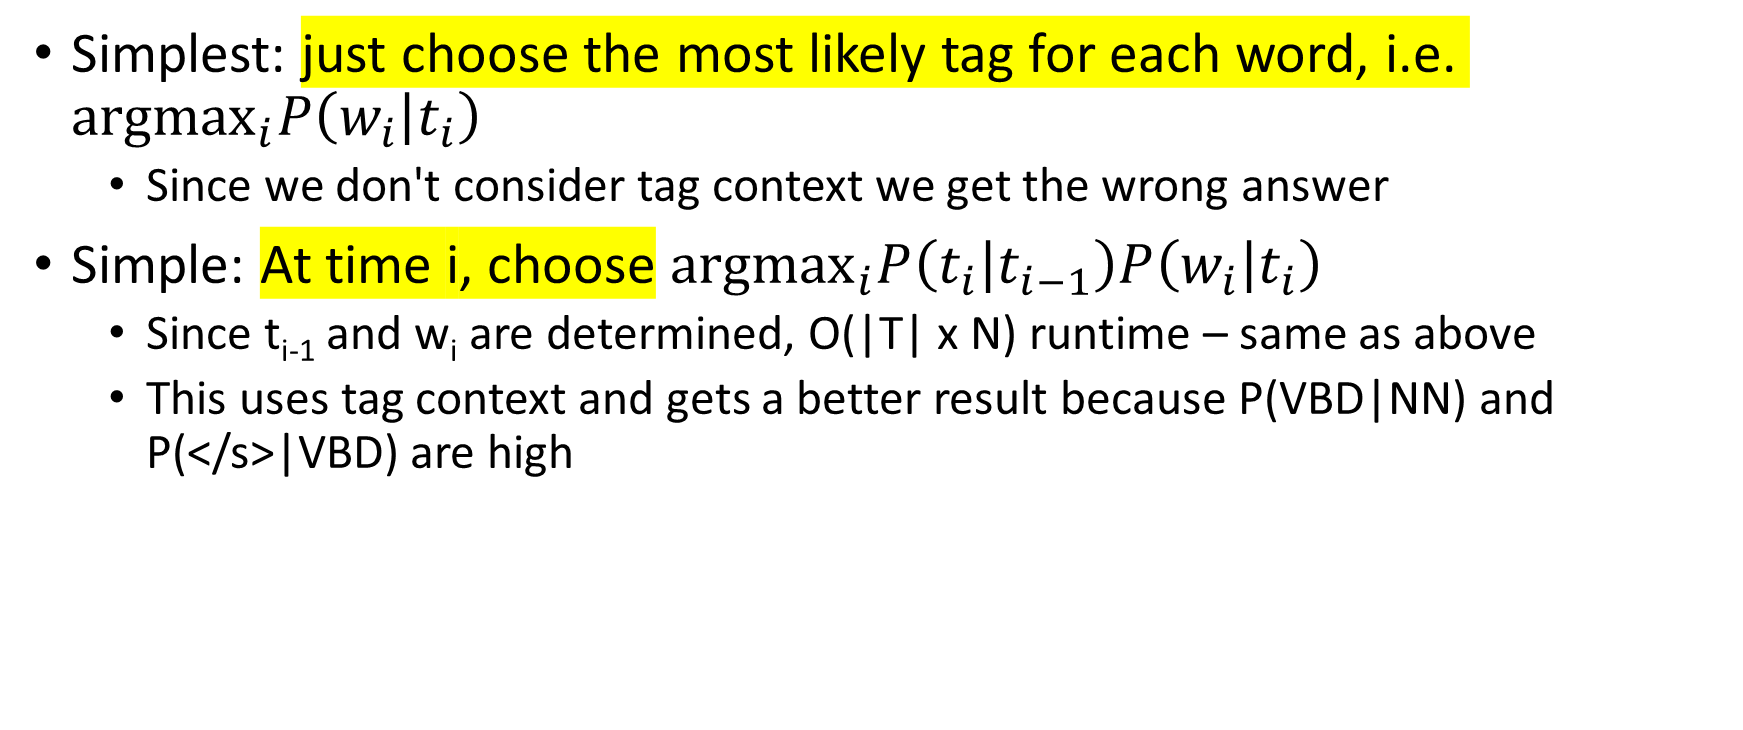 • Simplest: just choose the most likely tag for each word, i.e.
argmaxᵢP(wᵢ|tᵢ)
• Since we don't consider tag context we get the wrong answer
• Simple: At time i, choose argmaxᵢP(tᵢ|tᵢ₋₁)P(wᵢ|tᵢ)
• Since tᵢ₋₁ and wᵢ are determined, O(|T| x N) runtime – same as above
• This uses tag context and gets a better result because P(VBD|NN) and
P(</s>|VBD) are high